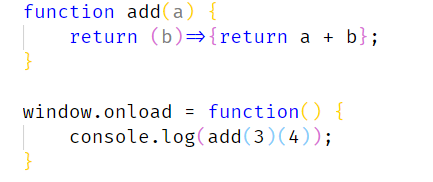 function add(a) {
    return (b)=>{return a + b};
}

window.onload = function() {
    console.log(add(3)(4));
}